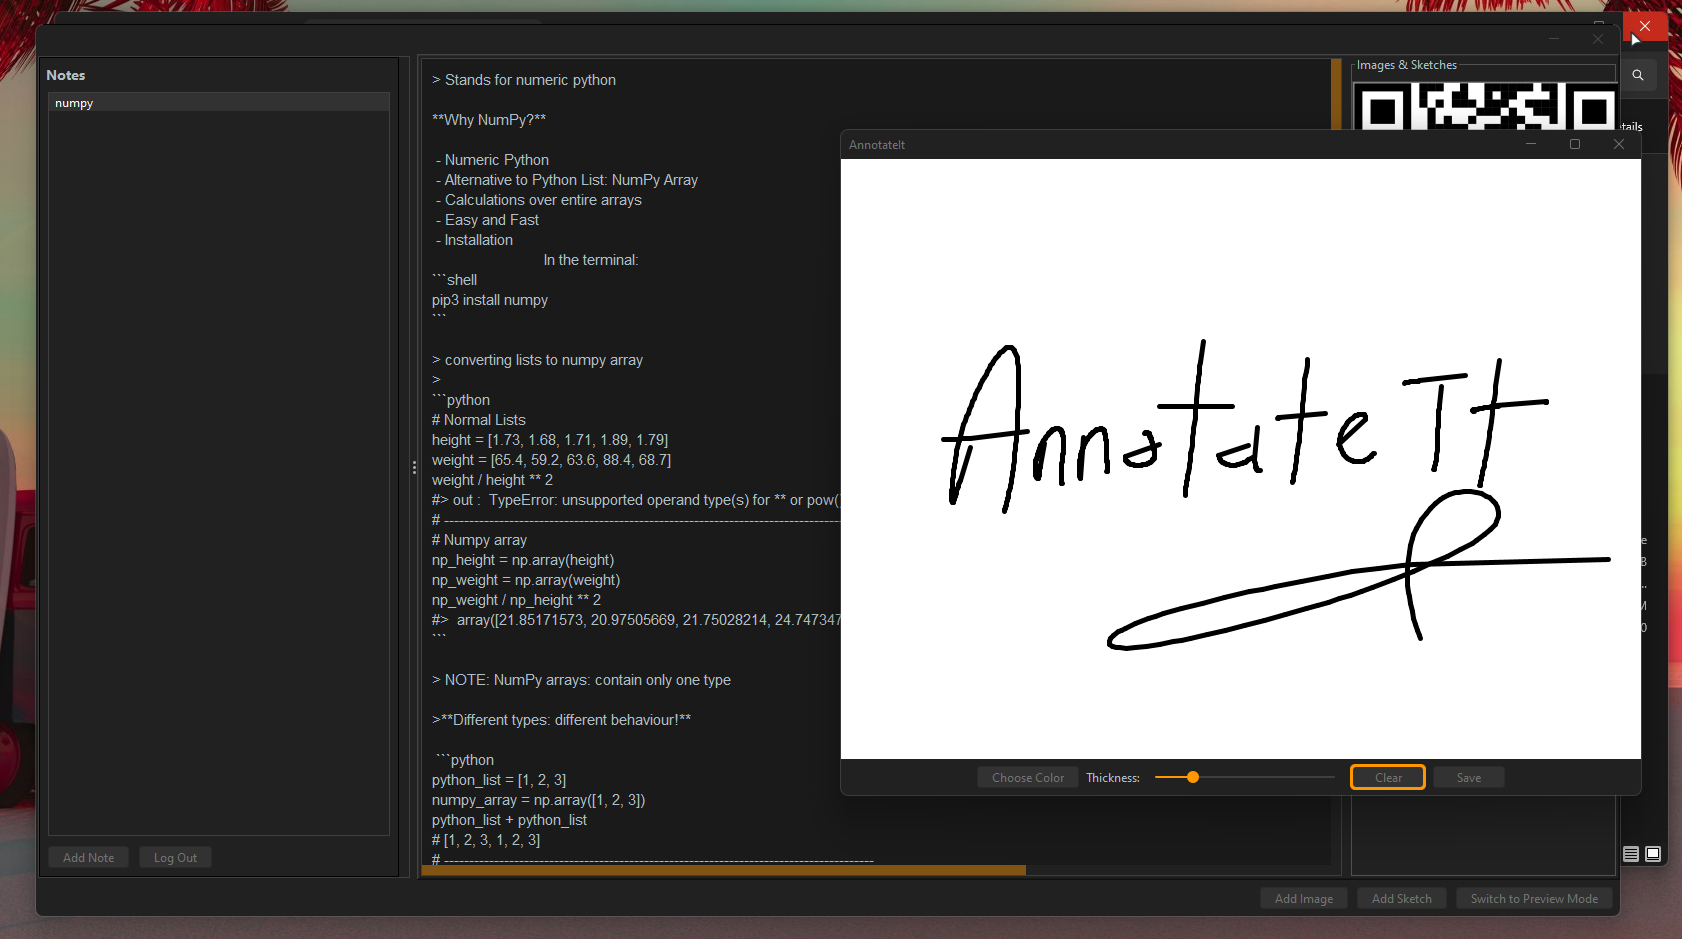 Notes
numpy
Add Note
Log Out
> Stands for numeric python
**Why NumPy?**
- Numeric Python
- Alternative to Python List: NumPy Array
- Calculations over entire arrays
- Easy and Fast
- Installation
In the terminal:
```shell
pip3 install numpy
```
> converting lists to numpy array
>
```python
# Normal Lists
height = [1.73, 1.68, 1.71, 1.89, 1.79]
weight = [65.4, 59.2, 63.6, 88.4, 68.7]
weight / height ** 2
#> out :  TypeError: unsupported operand type(s) for ** or pow(
# --------------------------------------------------------------------------------
# Numpy array
np_height = np.array(height)
np_weight = np.array(weight)
np_weight / np_height ** 2
#>  array([21.85171573, 20.97505669, 21.75028214, 24.747347
```
> NOTE: NumPy arrays: contain only one type
>**Different types: different behaviour!**
```python
python_list = [1, 2, 3]
numpy_array = np.array([1, 2, 3])
python_list + python_list
# [1, 2, 3, 1, 2, 3]
# --------------------------------------------------------------------------------------
Images & Sketches
AnnotateIt
Annotate It
Choose Color
Thickness:
Clear
Save
Add Image
Add Sketch
Switch to Preview Mode